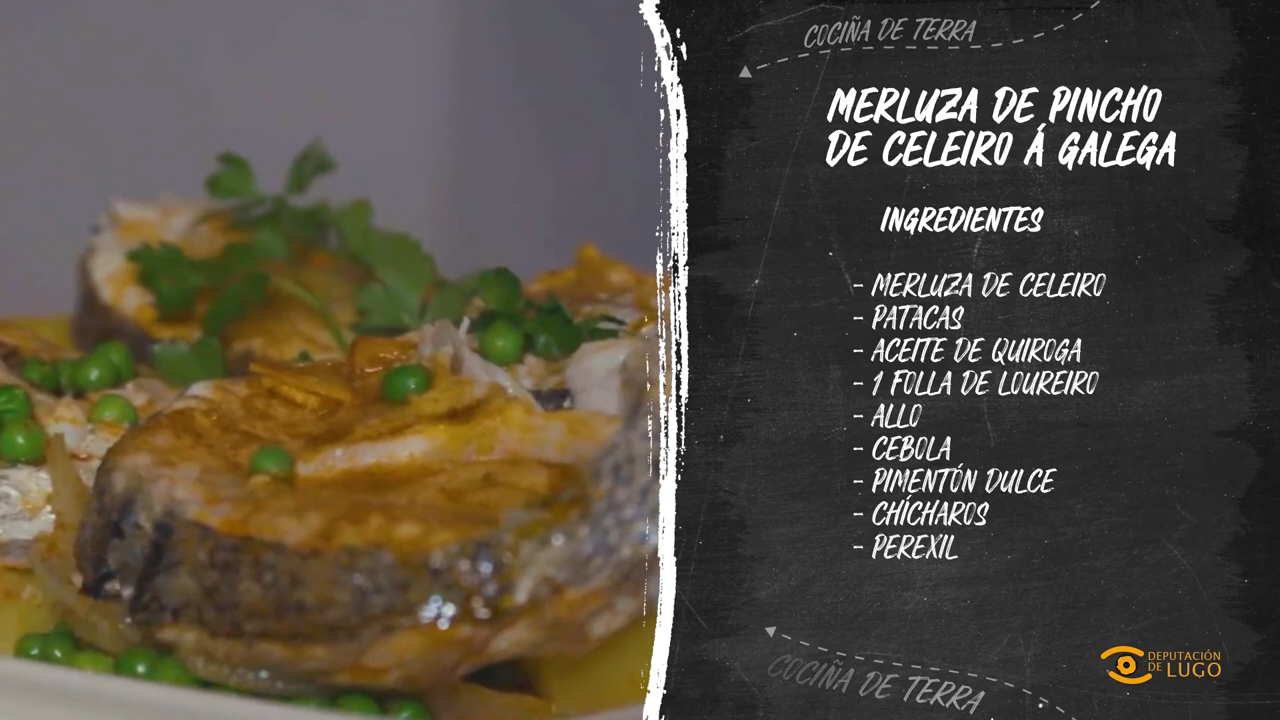 COCIÑA DE TERRA
MERLUZA DE PINCHO
DE CELEIRO Á GALEGA
INGREDIENTES
- MERLUZA DE CELEIRO
- PATACAS
- ACEITE DE QUIROGA
- 1 FOLLA DE LOUREIRO
- ALLO
- CEBOLA
- PIMENTÓN DULCE
- CHÍCHAROS
- PEREXIL
COCIÑA DE TERRA
DEPUTACIÓN
DE LUGO